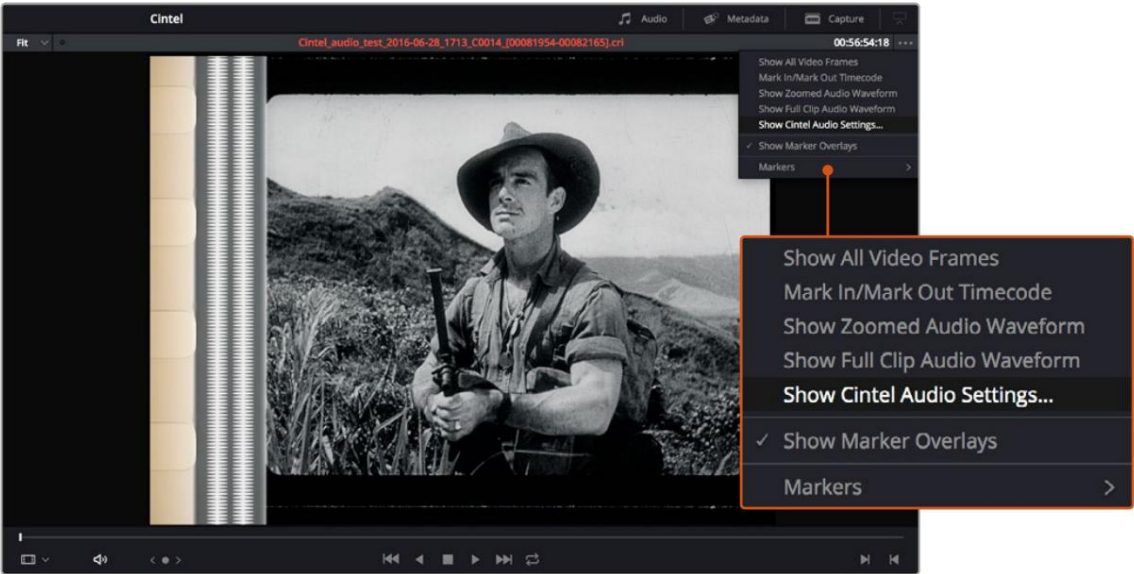 Cintel
Audio
Metadata
Capture
Fit
Cintel_audio_test_2016-06-28_1713_C0014_[00081954-00082165].cri
00:56:54:18
Show All Video Frames
Mark In/Mark Out Timecode
Show Zoomed Audio Waveform
Show Full Clip Audio Waveform
Show Cintel Audio Settings...
Show Marker Overlays
Markers
Show All Video Frames
Mark In/Mark Out Timecode
Show Zoomed Audio Waveform
Show Full Clip Audio Waveform
Show Cintel Audio Settings...
Show Marker Overlays
Markers